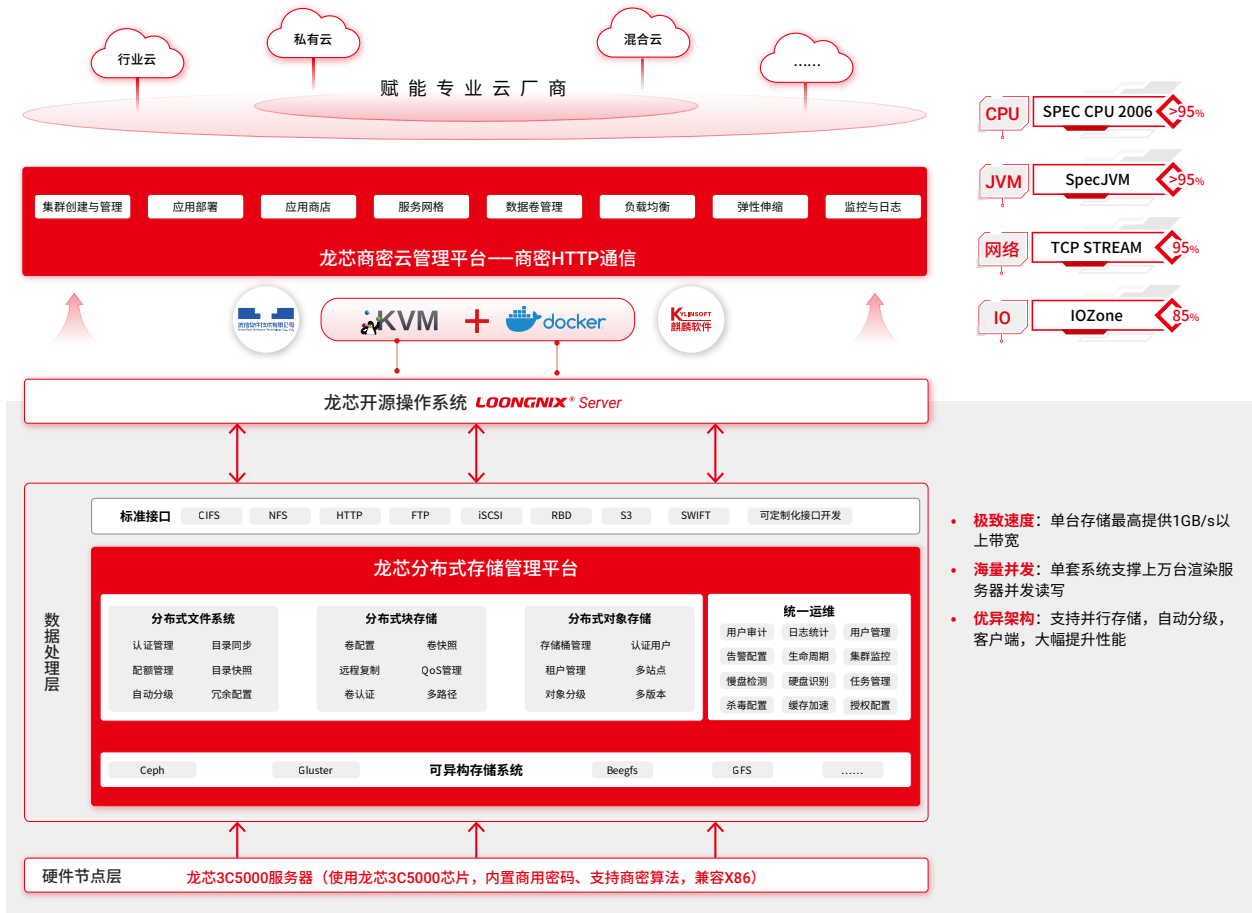 行业云
私有云
混合云
……
赋能专业云厂商
集群创建与管理
应用部署
应用商店
服务网格
数据卷管理
负载均衡
弹性伸缩
监控与日志
龙芯商密云管理平台——商密HTTP通信
CPU
SPEC CPU 2006
>95%
JVM
SpecJVM
>95%
网络
TCP STREAM
95%
IO
IOZone
85%
KVM + docker
KYLINSOFT
麒麟软件
龙芯开源操作系统 LOONGNIX® Server
数据处理层
标准接口
CIFS
NFS
HTTP
FTP
iSCSI
RBD
S3
SWIFT
可定制化接口开发
龙芯分布式存储管理平台
分布式文件系统
认证管理 目录同步
配额管理 目录快照
自动分级 冗余配置
分布式块存储
卷配置 卷快照
远程复制 QoS管理
卷认证 多路径
分布式对象存储
存储桶管理 认证用户
租户管理 多站点
对象分级 多版本
统一运维
用户审计 日志统计 用户管理
告警配置 生命周期 集群监控
慢盘检测 硬盘识别 任务管理
杀毒配置 缓存加速 授权配置
Ceph
Gluster
可异构存储系统
Beegfs
GFS
……
• 极致速度：单台存储最高提供1GB/s以
上带宽
• 海量并发：单套系统支撑上万台渲染服
务器并发读写
• 优异架构：支持并行存储，自动分级，
客户端，大幅提升性能
硬件节点层
龙芯3C5000服务器（使用龙芯3C5000芯片，内置商用密码、支持商密算法，兼容X86）